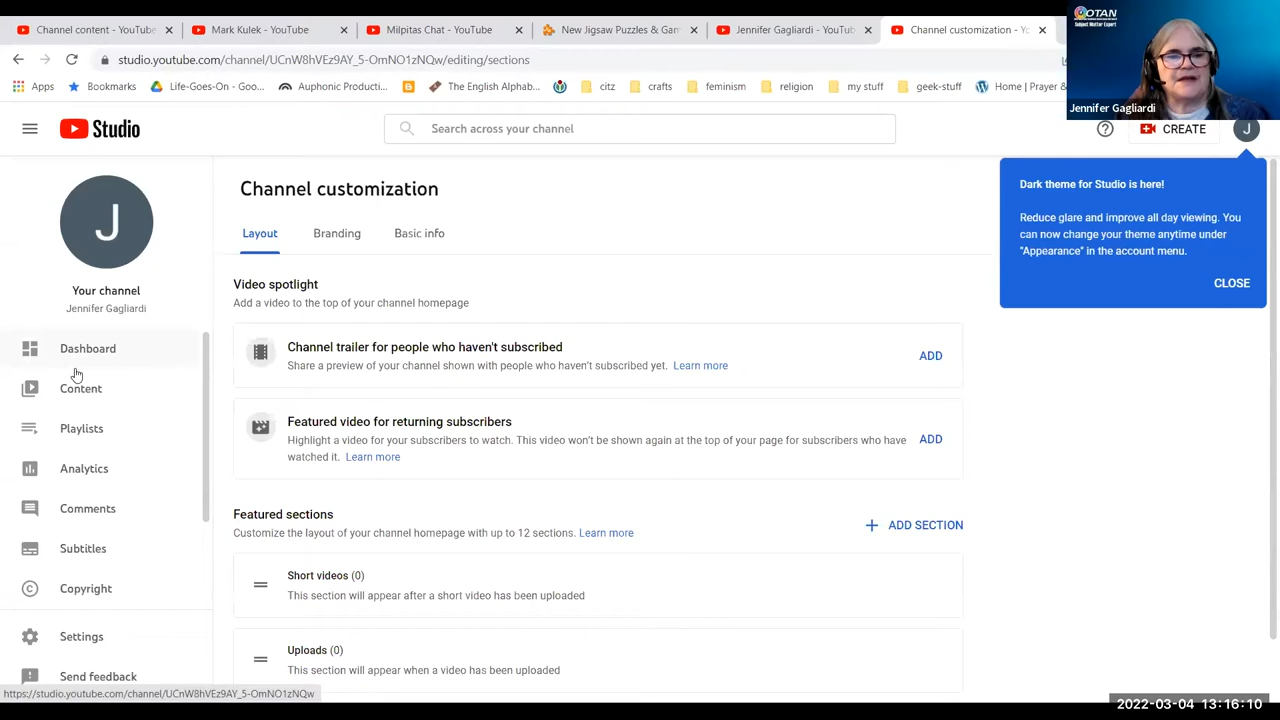 Channel content - YouTube
Mark Kulek - YouTube
Milpitas Chat - YouTube
New Jigsaw Puzzles & Ga
Jennifer Gagliardi - YouTub
Channel customization - Yo
OTAN
Subject Matter Expert
studio.youtube.com/channel/UCnW8hVEz9AY_5-OmNO1zNQw/editing/sections
Apps
Bookmarks
Life-Goes-On - Goo...
Auphonic Producti...
The English Alphab...
citz
crafts
feminism
religion
my stuff
geek-stuff
Home | Prayer &
Jennifer Gagliardi
Studio
Search across your channel
CREATE
J
J
Your channel
Jennifer Gagliardi
Dashboard
Content
Playlists
Analytics
Comments
Subtitles
Copyright
Settings
Send feedback
Channel customization
Layout
Branding
Basic info
Video spotlight
Add a video to the top of your channel homepage
Channel trailer for people who haven't subscribed
Share a preview of your channel shown with people who haven't subscribed yet. Learn more
ADD
Featured video for returning subscribers
Highlight a video for your subscribers to watch. This video won't be shown again at the top of your page for subscribers who have
watched it. Learn more
ADD
Featured sections
Customize the layout of your channel homepage with up to 12 sections. Learn more
ADD SECTION
Short videos (0)
This section will appear after a short video has been uploaded
Uploads (0)
This section will appear when a video has been uploaded
Dark theme for Studio is here!
Reduce glare and improve all day viewing. You
can now change your theme anytime under
"Appearance" in the account menu.
CLOSE
https://studio.youtube.com/channel/UCnW8hVEz9AY_5-OmNO1zNQw
2022-03-04 13:16:10